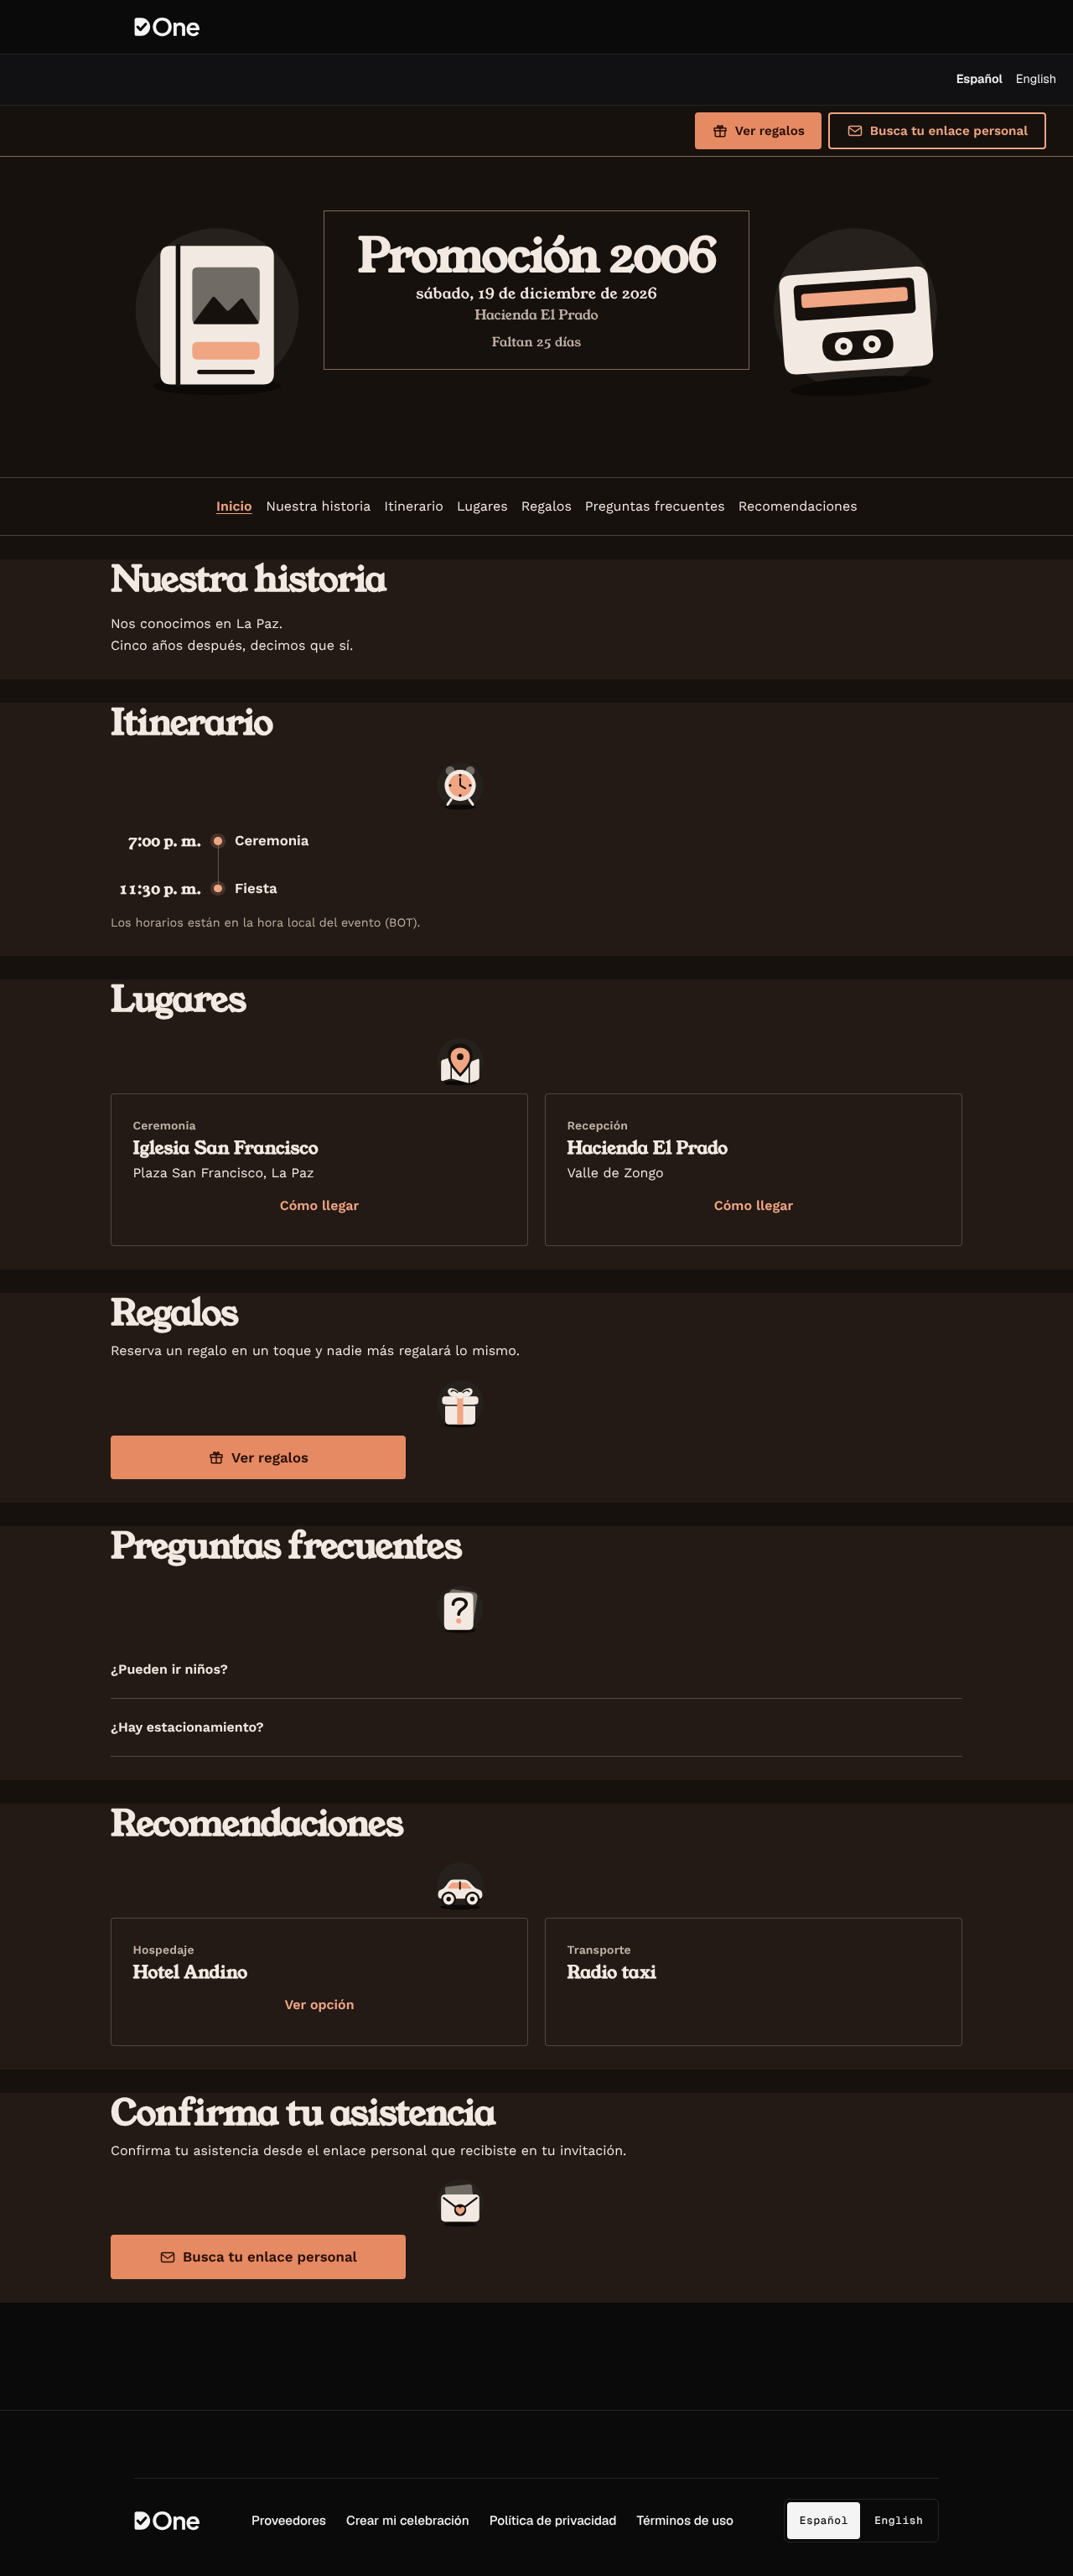 One
Español English
Ver regalos Busca tu enlace personal
Promoción 2006
sábado, 19 de diciembre de 2026
Hacienda El Prado
Faltan 25 días
Inicio Nuestra historia Itinerario Lugares Regalos Preguntas frecuentes Recomendaciones
Nuestra historia
Nos conocimos en La Paz.
Cinco años después, decimos que sí.
Itinerario
7:00 p. m. Ceremonia
11:30 p. m. Fiesta
Los horarios están en la hora local del evento (BOT).
Lugares
Ceremonia
Iglesia San Francisco
Plaza San Francisco, La Paz
Cómo llegar
Recepción
Hacienda El Prado
Valle de Zongo
Cómo llegar
Regalos
Reserva un regalo en un toque y nadie más regalará lo mismo.
Ver regalos
Preguntas frecuentes
?
¿Pueden ir niños?
¿Hay estacionamiento?
Recomendaciones
Hospedaje
Hotel Andino
Ver opción
Transporte
Radio taxi
Confirma tu asistencia
Confirma tu asistencia desde el enlace personal que recibiste en tu invitación.
Busca tu enlace personal
One
Proveedores Crear mi celebración Política de privacidad Términos de uso
Español English